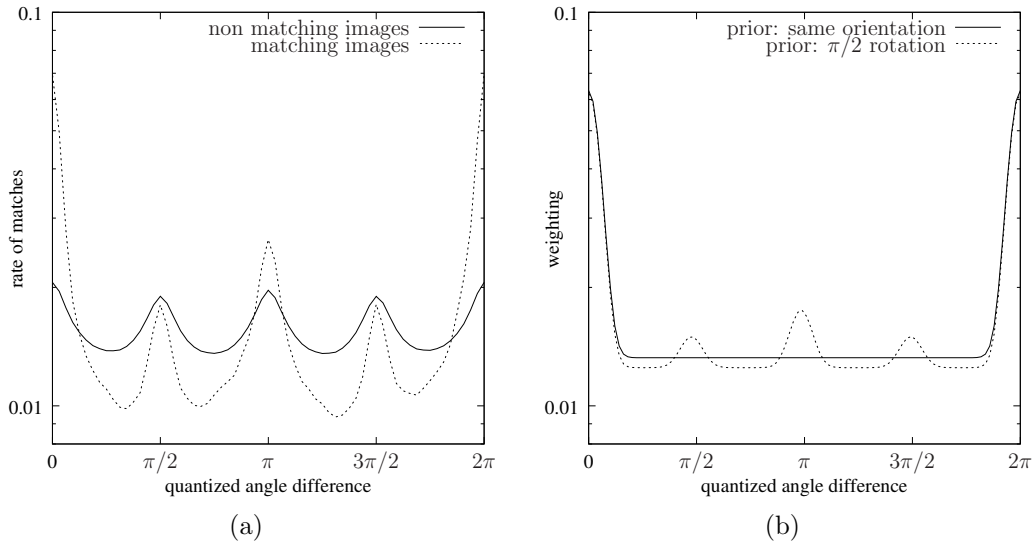 0.1
0.01
rate of matches
non matching images
matching images
0 π/2 π 3π/2 2π
quantized angle difference
(a)
0.1
0.01
weighting
prior: same orientation
prior: π/2 rotation
0 π/2 π 3π/2 2π
quantized angle difference
(b)